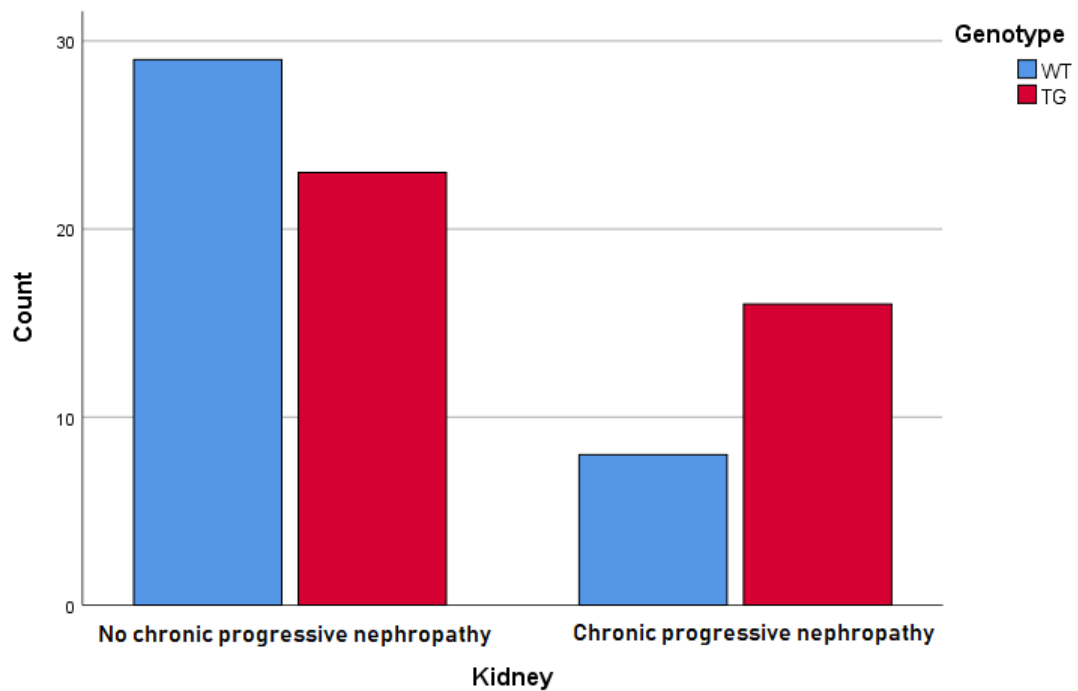 Genotype
WT
TG
30
20
10
0
Count
No chronic progressive nephropathy
Chronic progressive nephropathy
Kidney